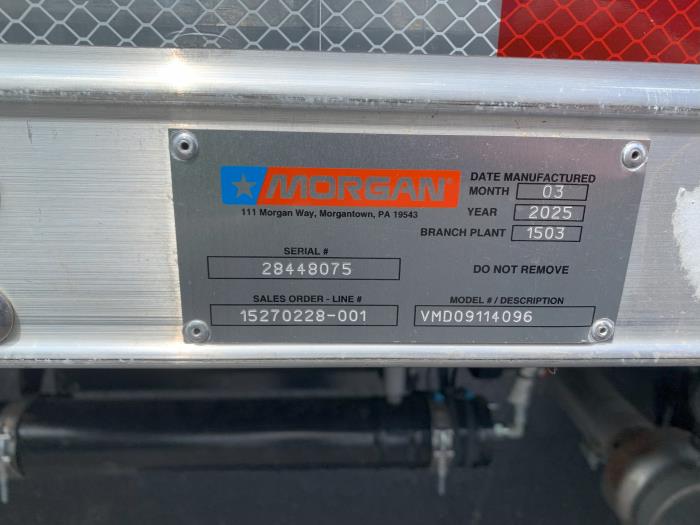 MORGAN
111 Morgan Way, Morgantown, PA 19543
DATE MANUFACTURED
MONTH 03
YEAR 2025
BRANCH PLANT 1503
SERIAL #
28448075
DO NOT REMOVE
SALES ORDER - LINE #
15270228-001
MODEL # / DESCRIPTION
VMD09114096